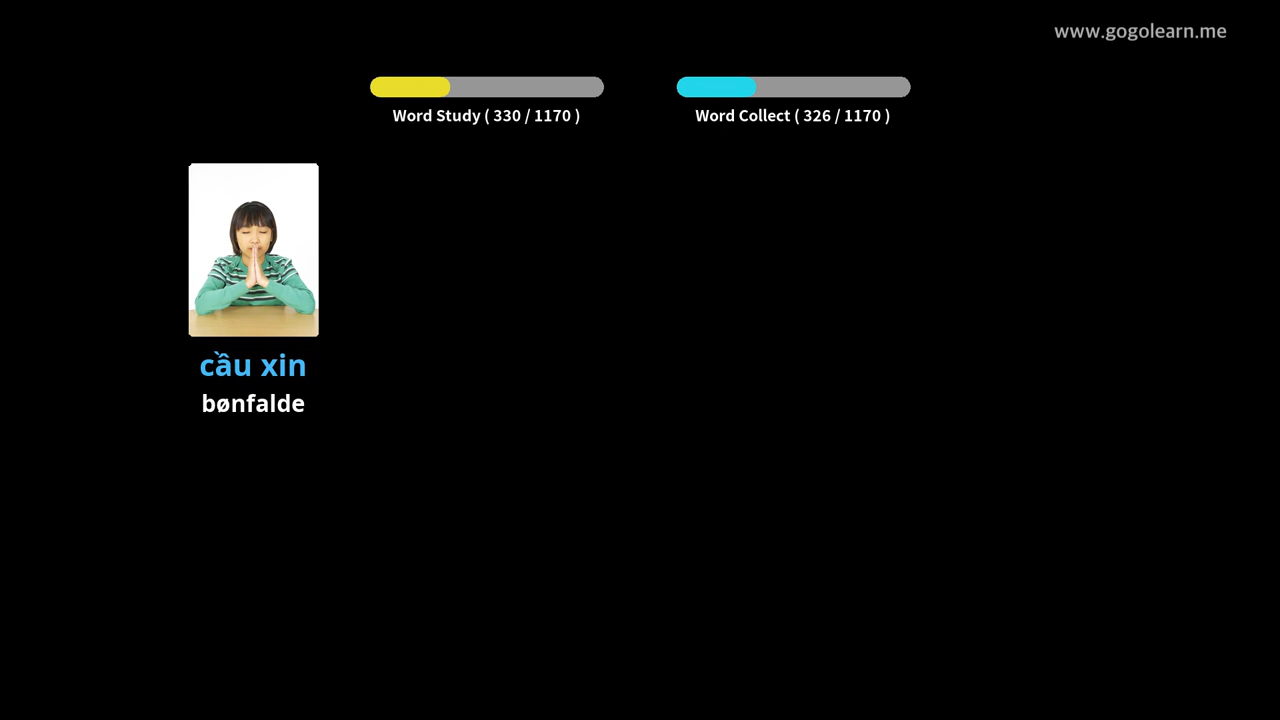 www.gogolearn.me
Word Study ( 330 / 1170 )
Word Collect ( 326 / 1170 )
cầu xin
bønfalde